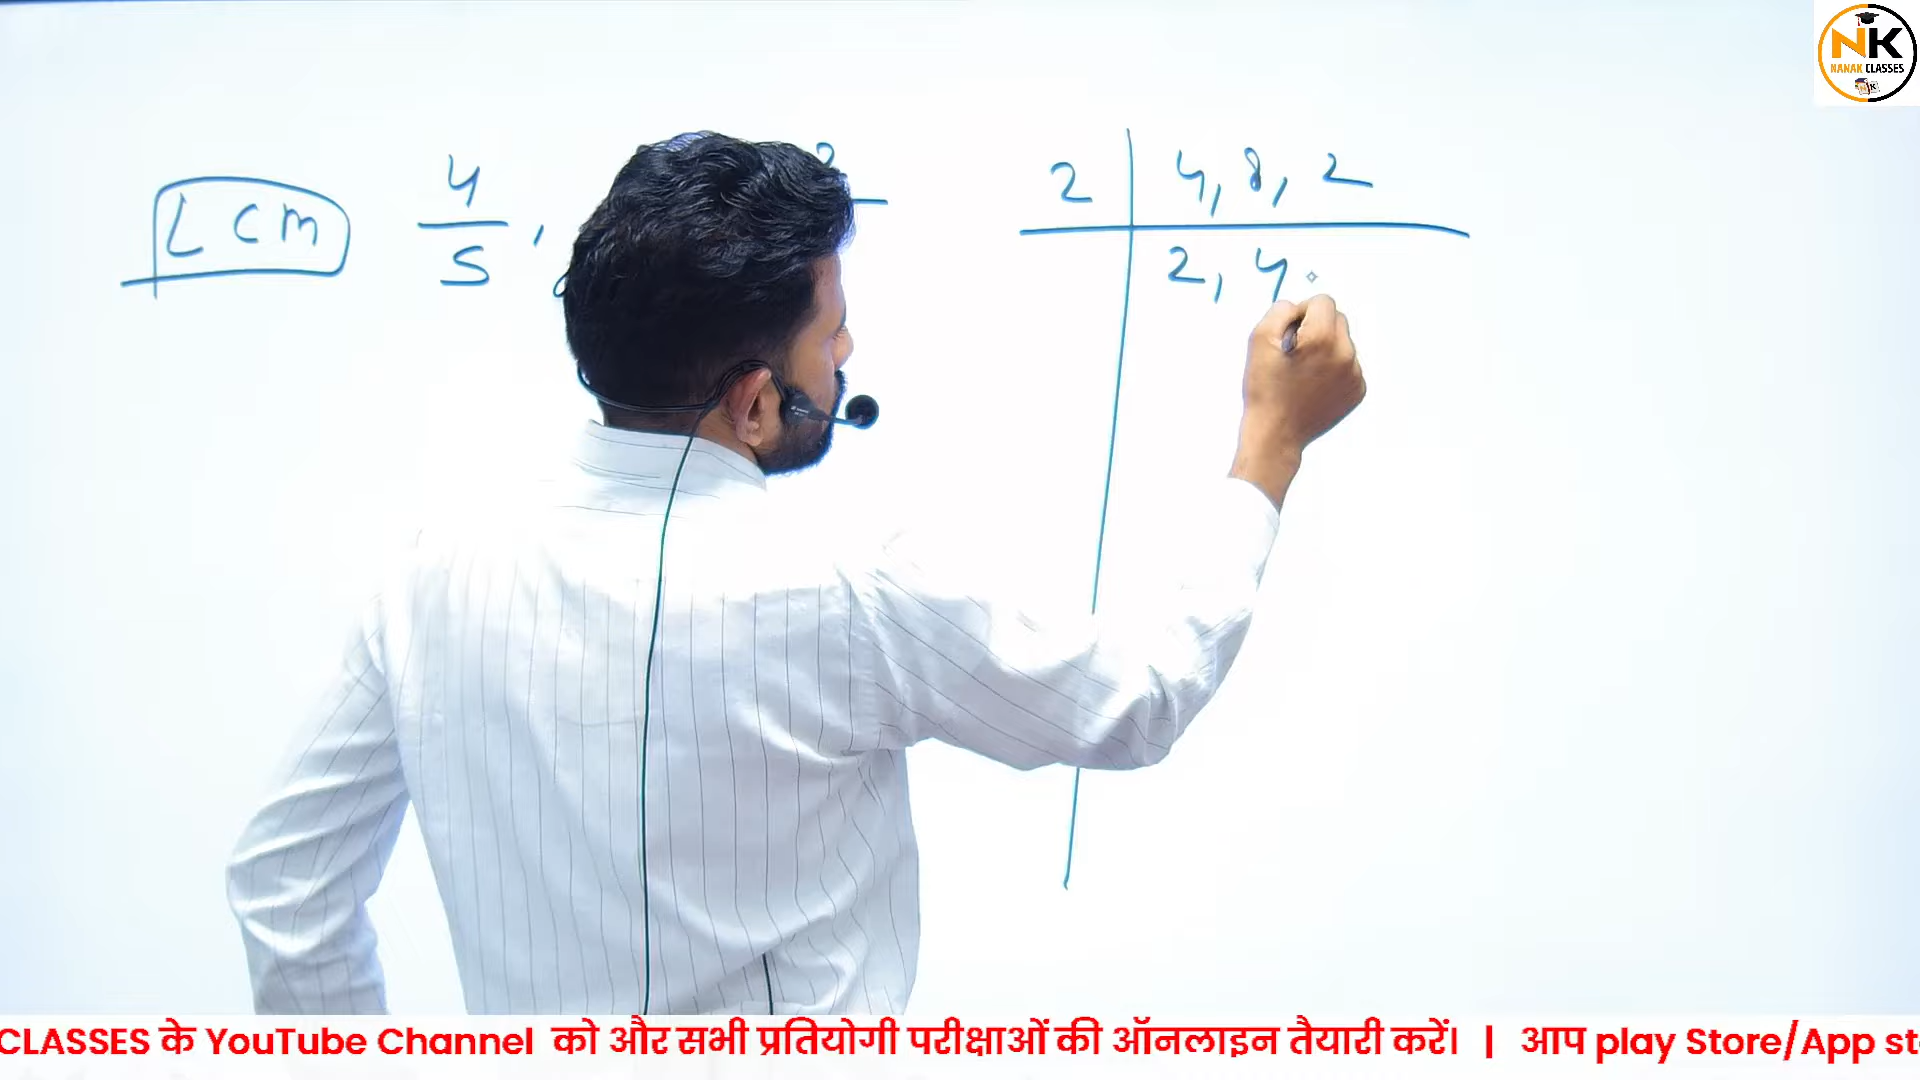 NK
NANAK CLASSES
LCM
4
5
,
2
4, 8, 2
2, 4
CLASSES के YouTube Channel को और सभी प्रतियोगी परीक्षाओं की ऑनलाइन तैयारी करें। | आप play Store/App st